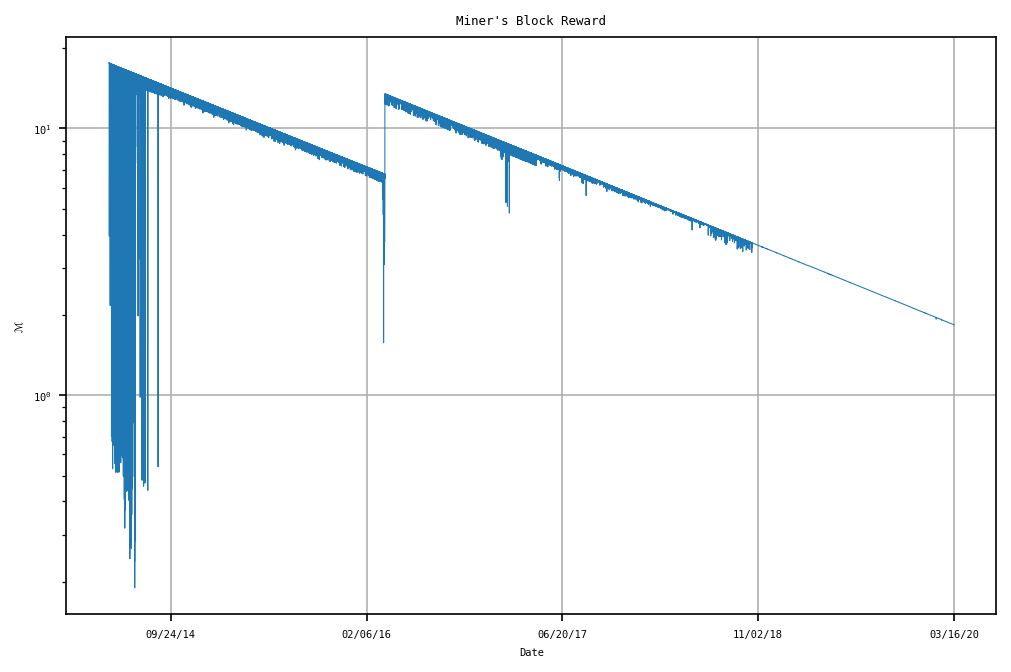 Miner's Block Reward
10¹
10⁰
ℳ
09/24/14
02/06/16
06/20/17
11/02/18
03/16/20
Date